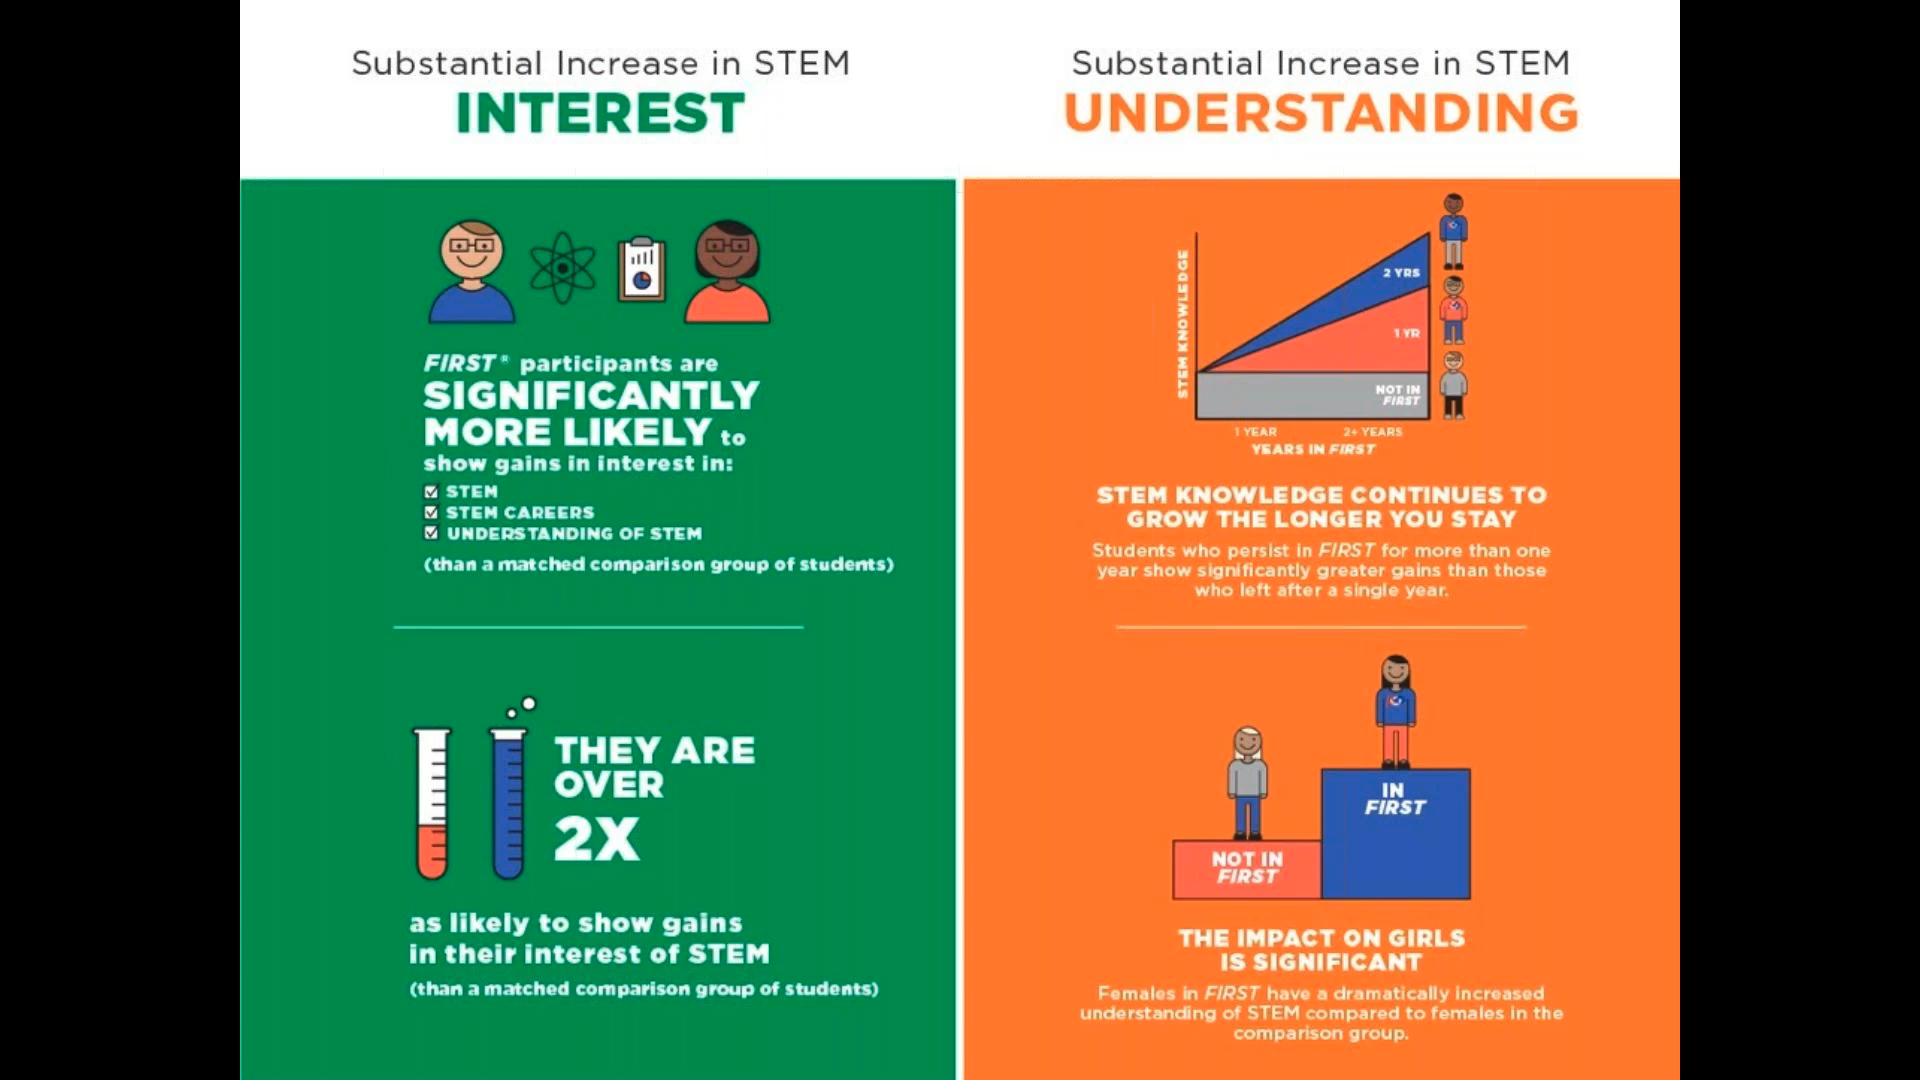 Substantial Increase in STEM
INTEREST
FIRST® participants are
SIGNIFICANTLY
MORE LIKELY to
show gains in interest in:
STEM
STEM CAREERS
UNDERSTANDING OF STEM
(than a matched comparison group of students)
THEY ARE
OVER
2X
as likely to show gains
in their interest of STEM
(than a matched comparison group of students)
Substantial Increase in STEM
UNDERSTANDING
STEM KNOWLEDGE
2 YRS
1 YR
NOT IN
FIRST
1 YEAR 2+ YEARS
YEARS IN FIRST
STEM KNOWLEDGE CONTINUES TO
GROW THE LONGER YOU STAY
Students who persist in FIRST for more than one
year show significantly greater gains than those
who left after a single year.
IN
FIRST
NOT IN
FIRST
THE IMPACT ON GIRLS
IS SIGNIFICANT
Females in FIRST have a dramatically increased
understanding of STEM compared to females in the
comparison group.